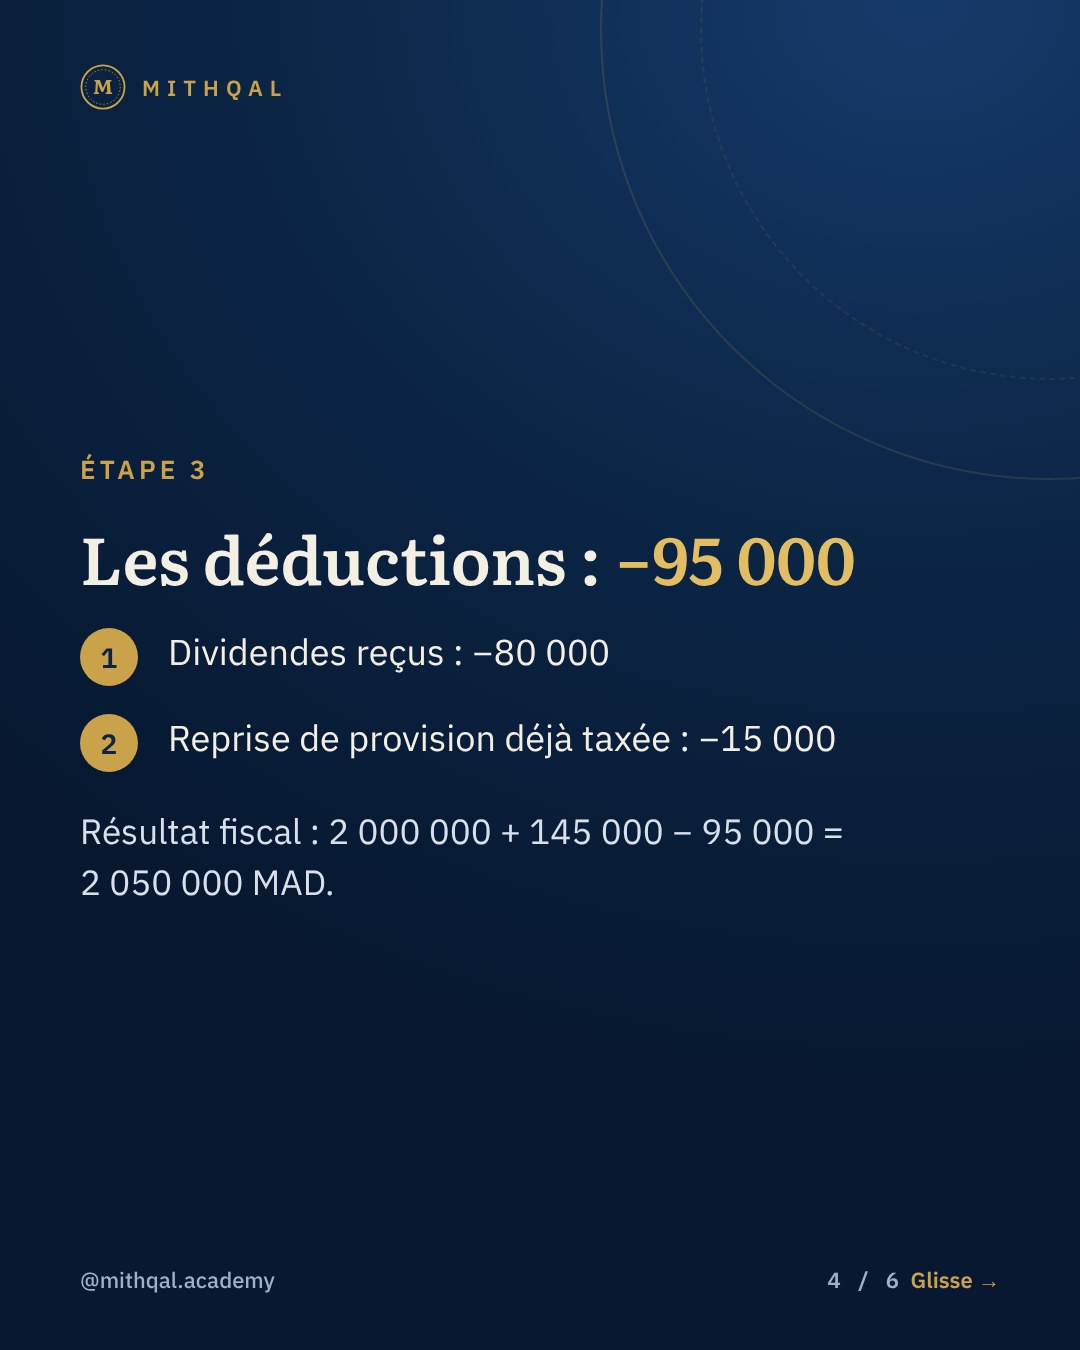 M MITHQAL
ÉTAPE 3
Les déductions : −95 000
1 Dividendes reçus : −80 000
2 Reprise de provision déjà taxée : −15 000
Résultat fiscal : 2 000 000 + 145 000 − 95 000 =
2 050 000 MAD.
@mithqal.academy
4 / 6 Glisse →